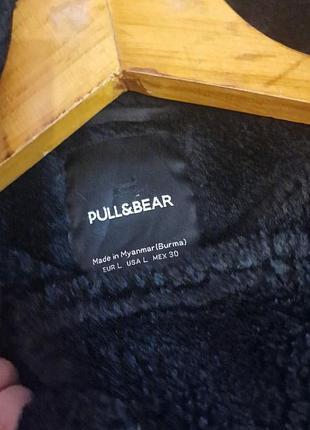 PULL&BEAR
Made in Myanmar(Burma)
EUR L USA L MEX 30